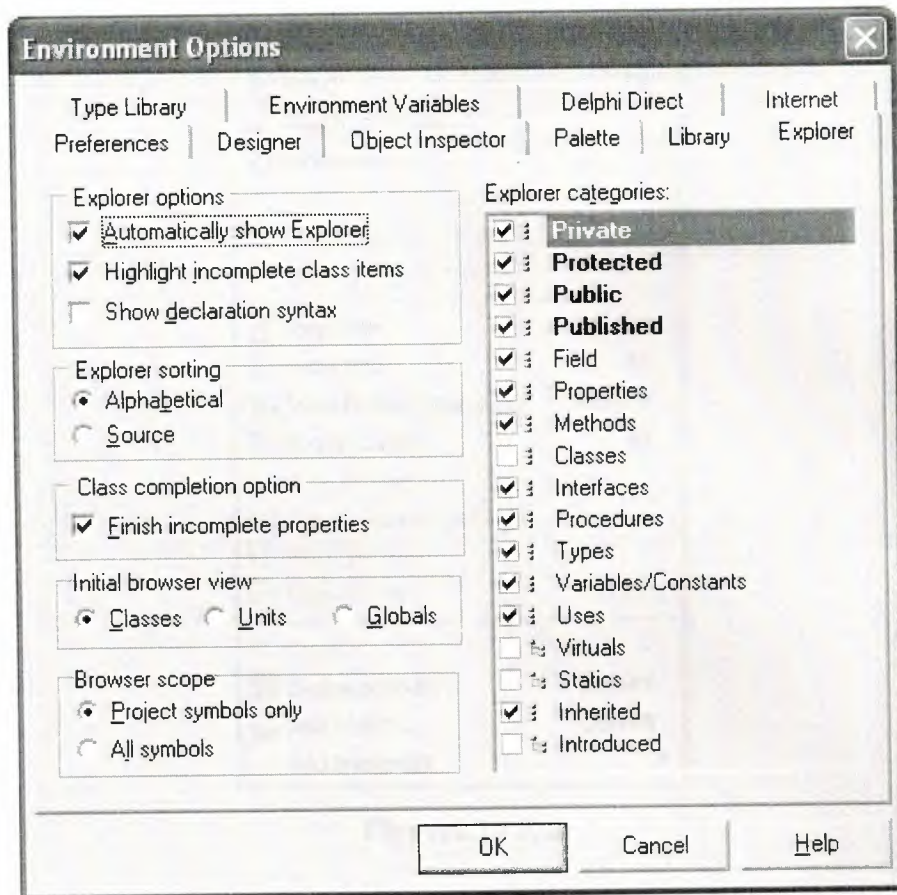 Environment Options
Type Library Environment Variables Delphi Direct Internet
Preferences Designer Object Inspector Palette Library Explorer
Explorer options
Automatically show Explorer
Highlight incomplete class items
Show declaration syntax
Explorer sorting
Alphabetical
Source
Class completion option
Finish incomplete properties
Initial browser view
Classes Units Globals
Browser scope
Project symbols only
All symbols
Explorer categories:
Private
Protected
Public
Published
Field
Properties
Methods
Classes
Interfaces
Procedures
Types
Variables/Constants
Uses
Virtuals
Statics
Inherited
Introduced
OK Cancel Help